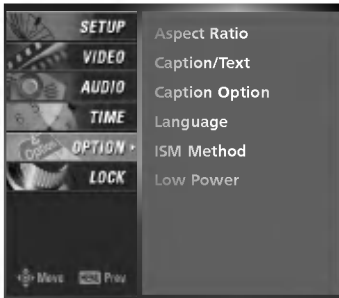 SETUP
VIDEO
AUDIO
TIME
OPTION
LOCK
Move
Prev
Aspect Ratio
Caption/Text
Caption Option
Language
ISM Method
Low Power